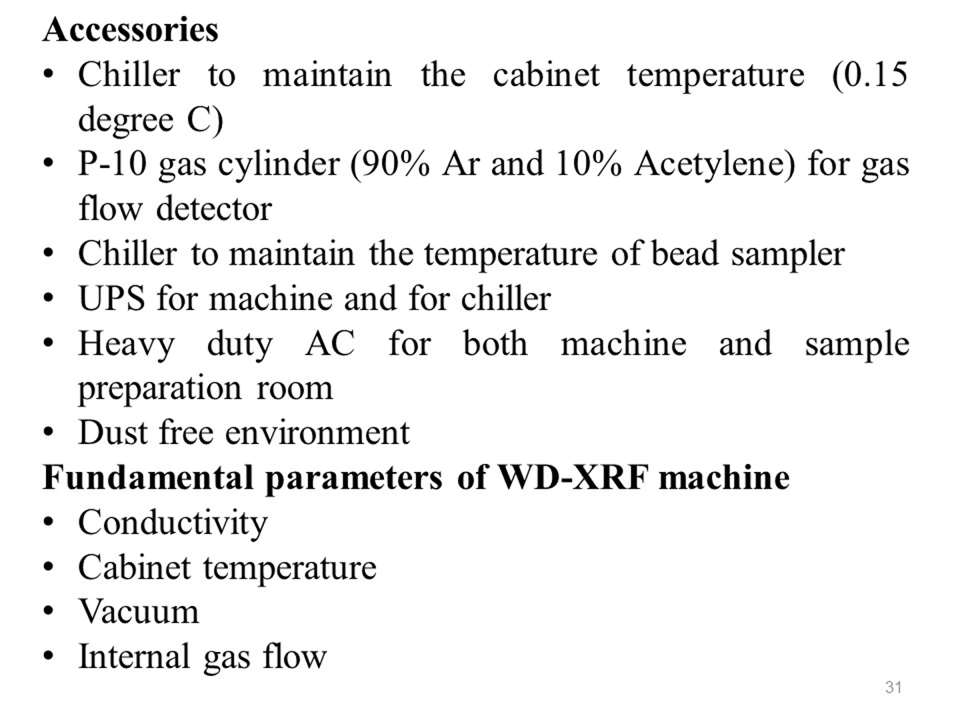 Accessories
• Chiller to maintain the cabinet temperature (0.15
degree C)
• P-10 gas cylinder (90% Ar and 10% Acetylene) for gas
flow detector
• Chiller to maintain the temperature of bead sampler
• UPS for machine and for chiller
• Heavy duty AC for both machine and sample
preparation room
• Dust free environment
Fundamental parameters of WD-XRF machine
• Conductivity
• Cabinet temperature
• Vacuum
• Internal gas flow
31